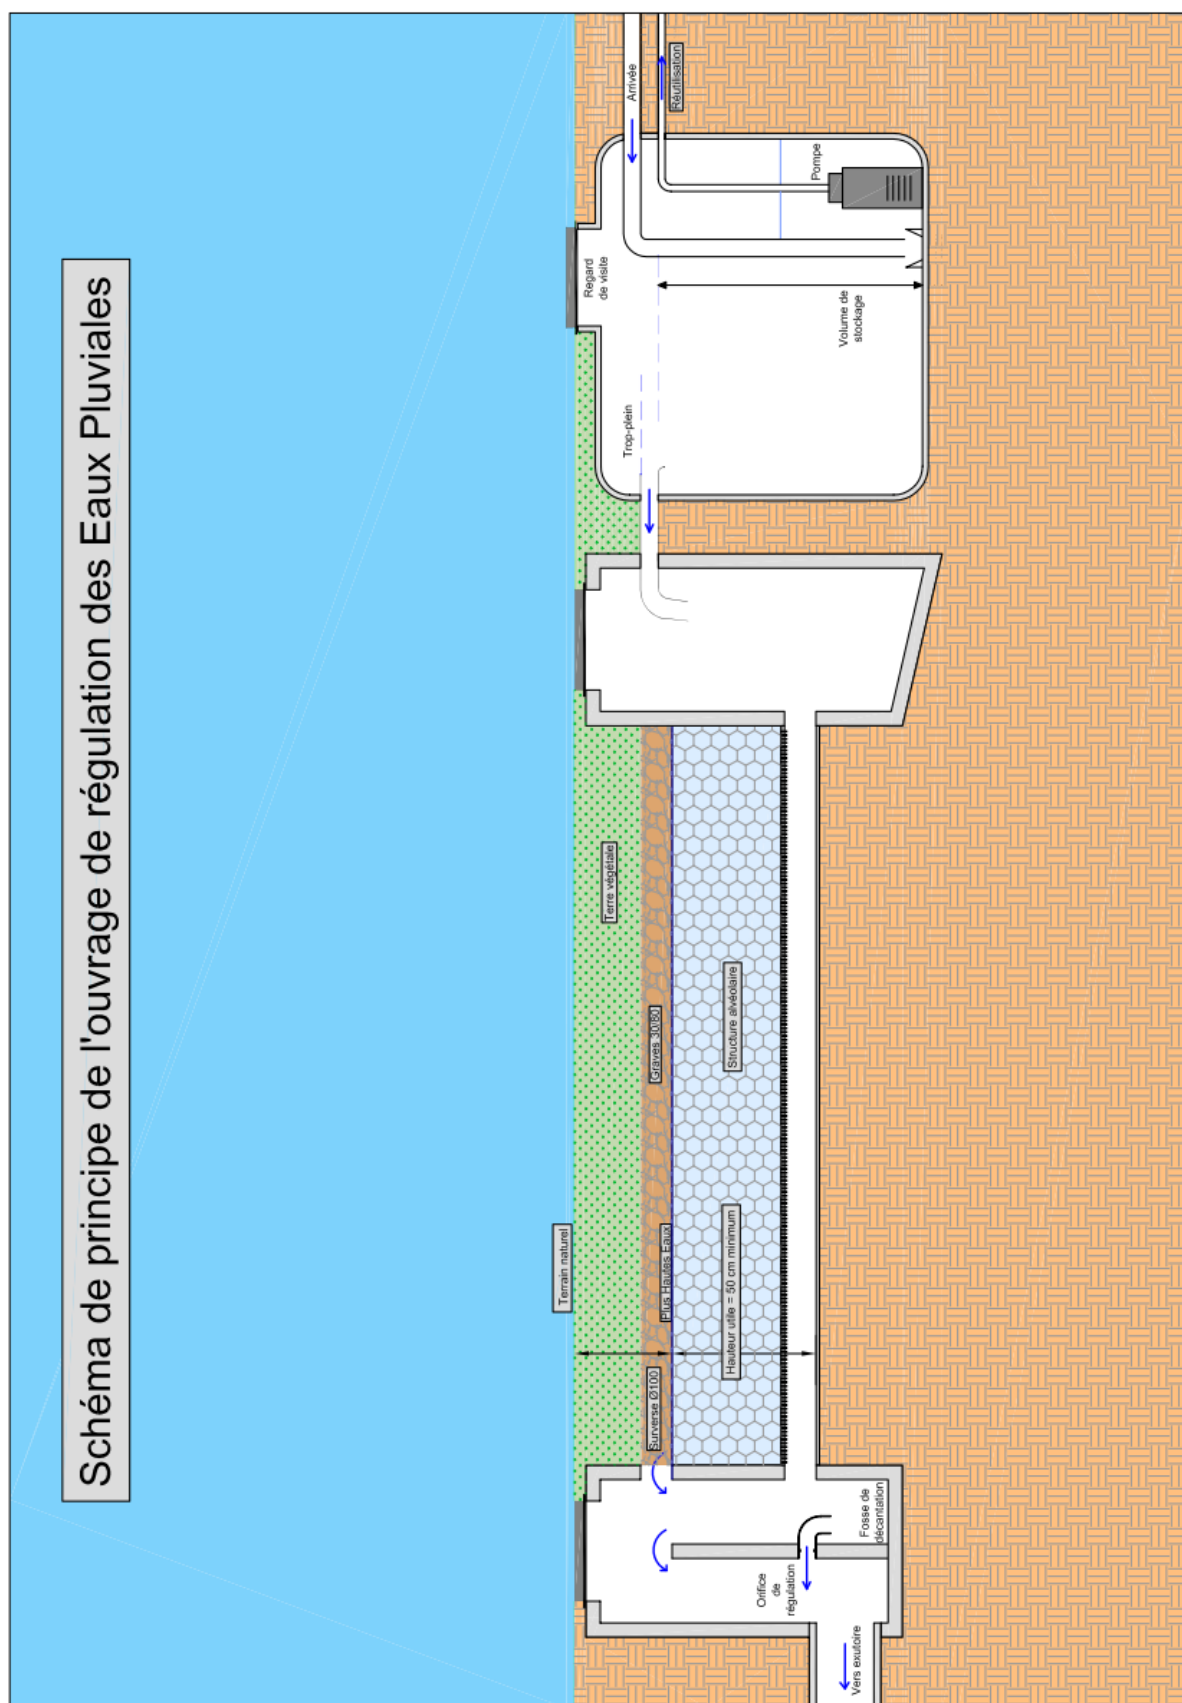 Schéma de principe de l'ouvrage de régulation des Eaux Pluviales
Terrain naturel
Regard
de visite
Terre végétale
Trop-plein
Arrivée
Surverse Ø100
Plus Hautes Eaux
Graves 30/80
Réutilisation
Hauteur utile = 50 cm minimum
Structure alvéolaire
Orifice
de
régulation
Volume de
stockage
Pompe
Vers exutoire
Fosse de
décantation